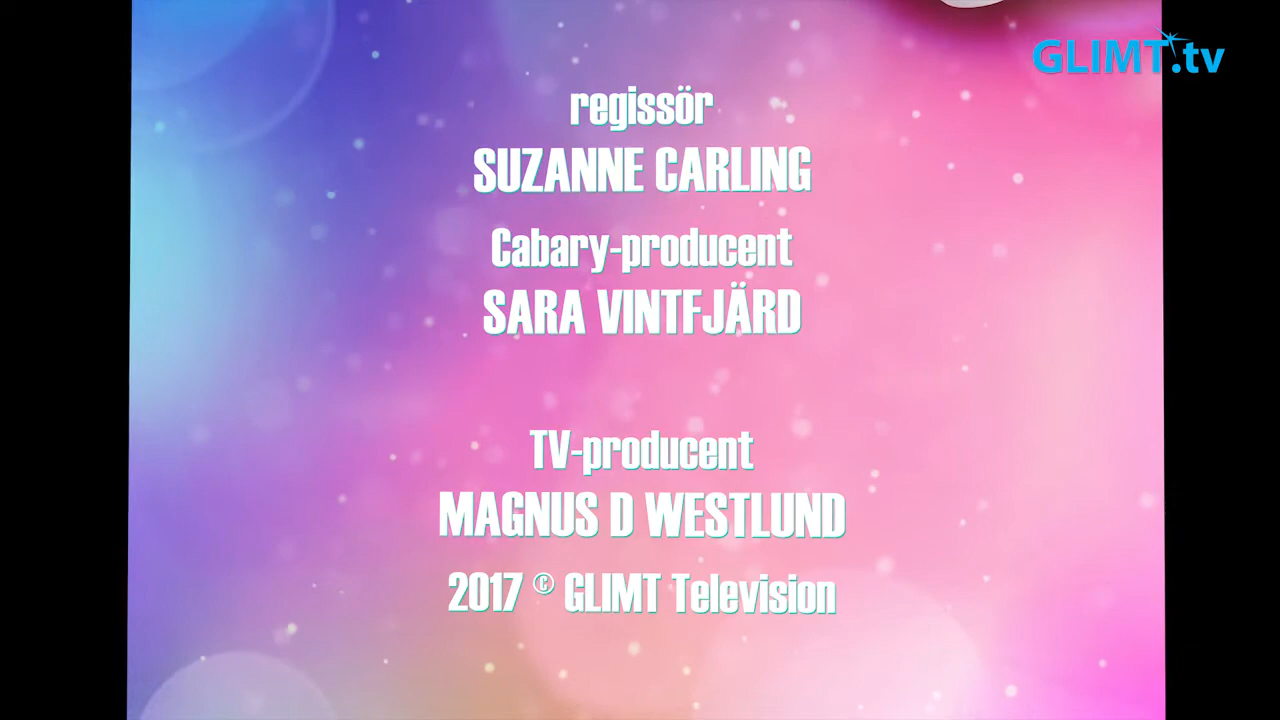 GLIMT.tv
regissör
SUZANNE CARLING
Cabary-producent
SARA VINTFJÄRD
TV-producent
MAGNUS D WESTLUND
2017 © GLIMT Television